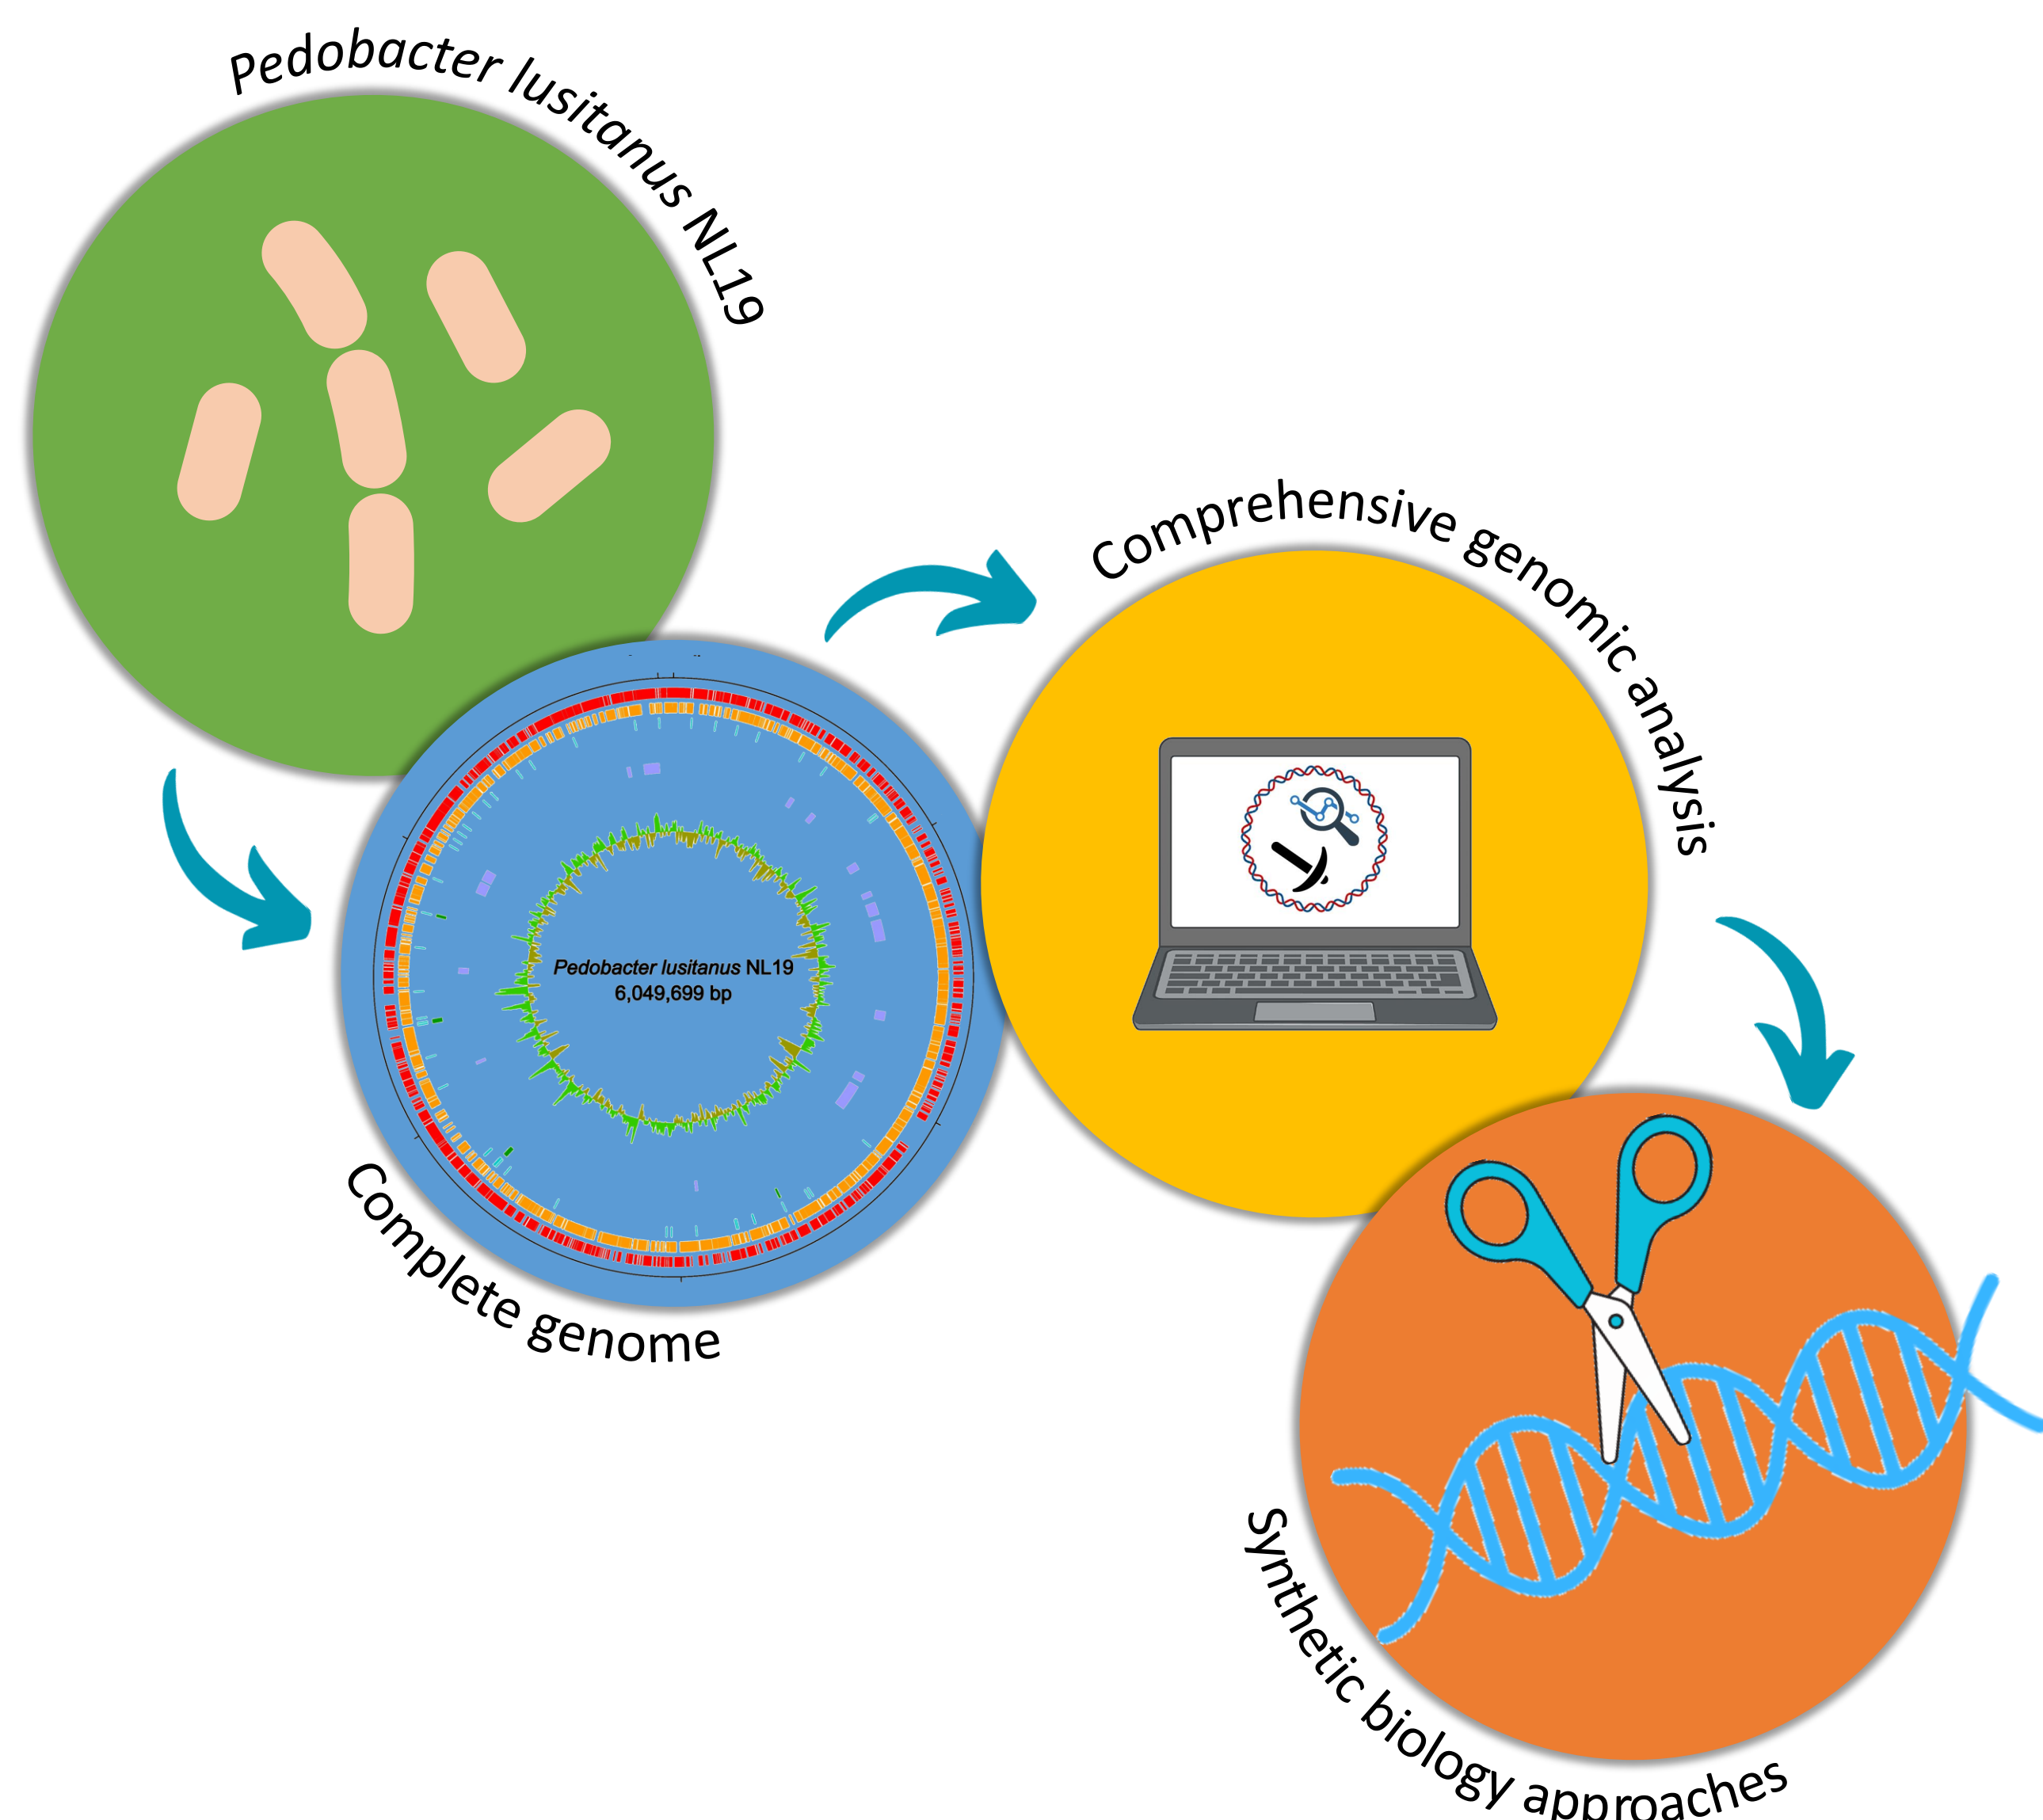 Pedobacter lusitanus NL19
Comprehensive genomic analysis
Pedobacter lusitanus NL19
6,049,699 bp
Complete genome
Synthetic biology approaches